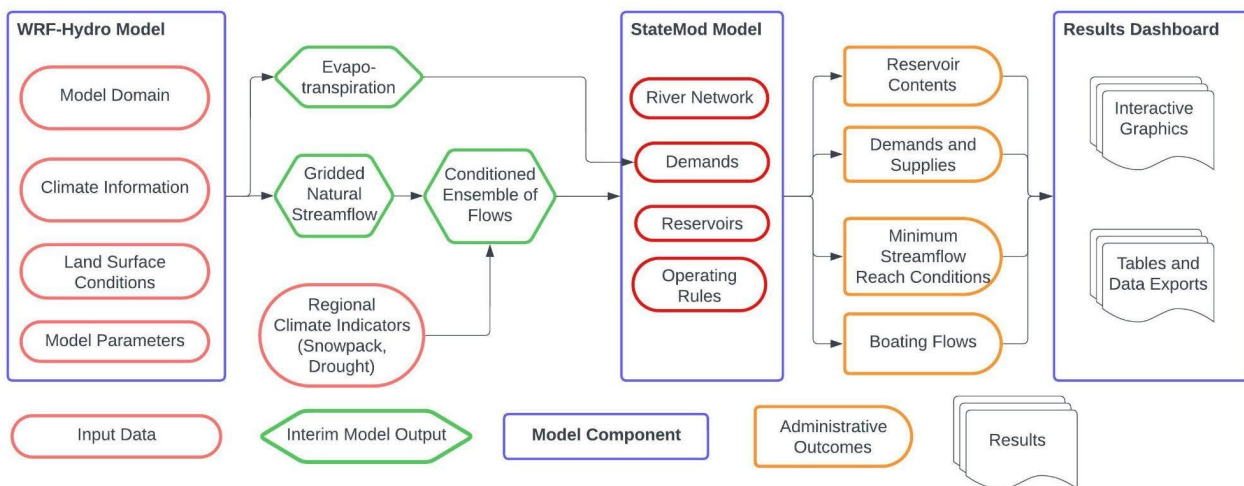 WRF-Hydro Model
Model Domain
Climate Information
Land Surface
Conditions
Model Parameters
Evapo-
transpiration
Gridded
Natural
Streamflow
Conditioned
Ensemble of
Flows
Regional
Climate Indicators
(Snowpack,
Drought)
StateMod Model
River Network
Demands
Reservoirs
Operating
Rules
Reservoir
Contents
Demands and
Supplies
Minimum
Streamflow
Reach Conditions
Boating Flows
Results Dashboard
Interactive
Graphics
Tables and
Data Exports
Input Data
Interim Model Output
Model Component
Administrative
Outcomes
Results